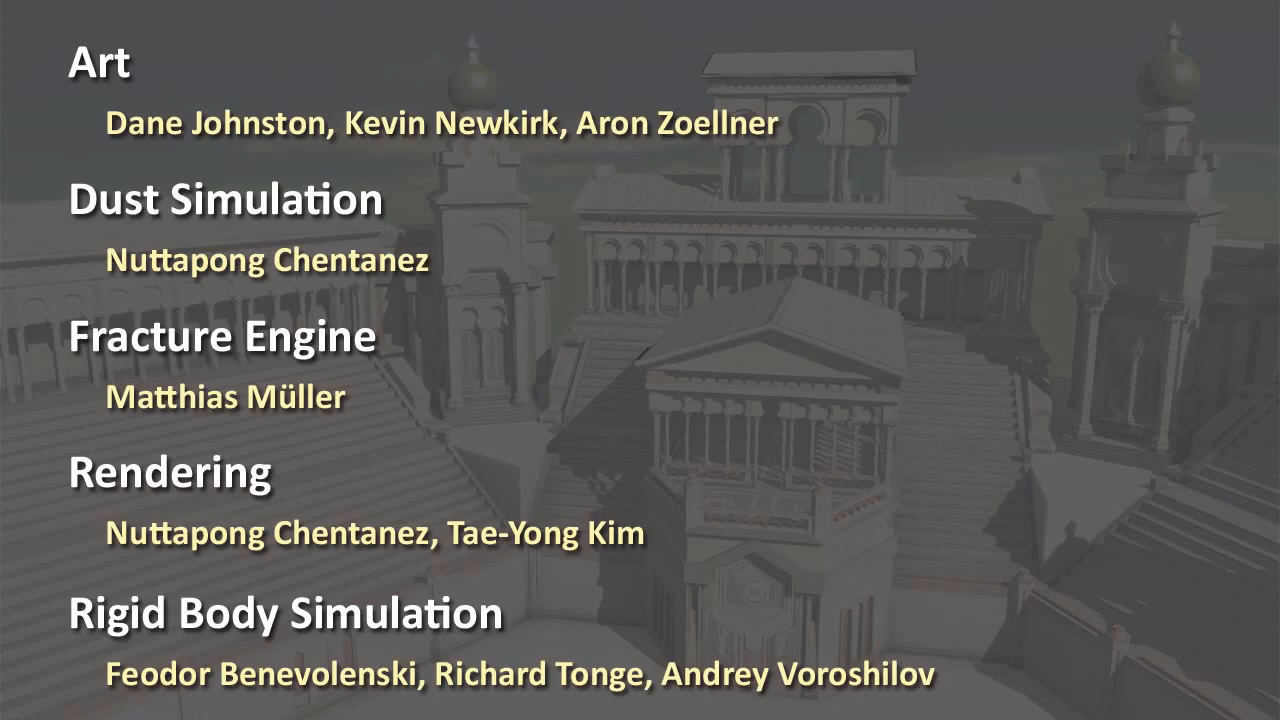 Art
Dane Johnston, Kevin Newkirk, Aron Zoellner
Dust Simulation
Nuttapong Chentanez
Fracture Engine
Matthias Müller
Rendering
Nuttapong Chentanez, Tae-Yong Kim
Rigid Body Simulation
Feodor Benevolenski, Richard Tonge, Andrey Voroshilov